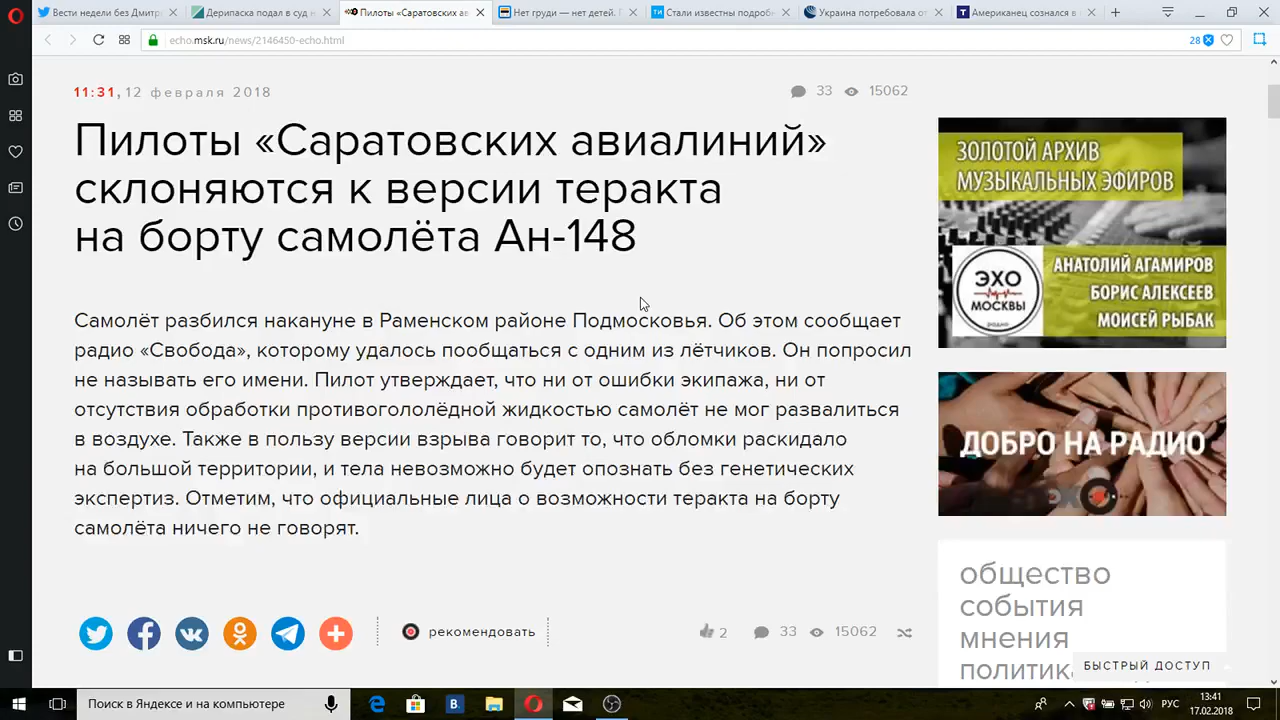 Вести недели без Дмитр
Дерипаска подал в суд н
Пилоты «Саратовских ав
Нет груди — нет детей. Г
Стали известны подроб
Украина потребовала от
Американец сознался в
echo.msk.ru/news/2146450-echo.html
28
11:31, 12 февраля 2018
33 15062
Пилоты «Саратовских авиалиний»
склоняются к версии теракта
на борту самолёта Ан-148
Самолёт разбился накануне в Раменском районе Подмосковья. Об этом сообщает
радио «Свобода», которому удалось пообщаться с одним из лётчиков. Он попросил
не называть его имени. Пилот утверждает, что ни от ошибки экипажа, ни от
отсутствия обработки противогололёдной жидкостью самолёт не мог развалиться
в воздухе. Также в пользу версии взрыва говорит то, что обломки раскидало
на большой территории, и тела невозможно будет опознать без генетических
экспертиз. Отметим, что официальные лица о возможности теракта на борту
самолёта ничего не говорят.
рекомендовать
2 33 15062
ЗОЛОТОЙ АРХИВ
МУЗЫКАЛЬНЫХ ЭФИРОВ
ЭХО
МОСКВЫ
радио
АНАТОЛИЙ АГАМИРОВ
БОРИС АЛЕКСЕЕВ
МОИСЕЙ РЫБАК
ДОБРО НА РАДИО
общество
события
мнения
БЫСТРЫЙ ДОСТУП
Поиск в Яндексе и на компьютере
РУС
13:41
17.02.2018